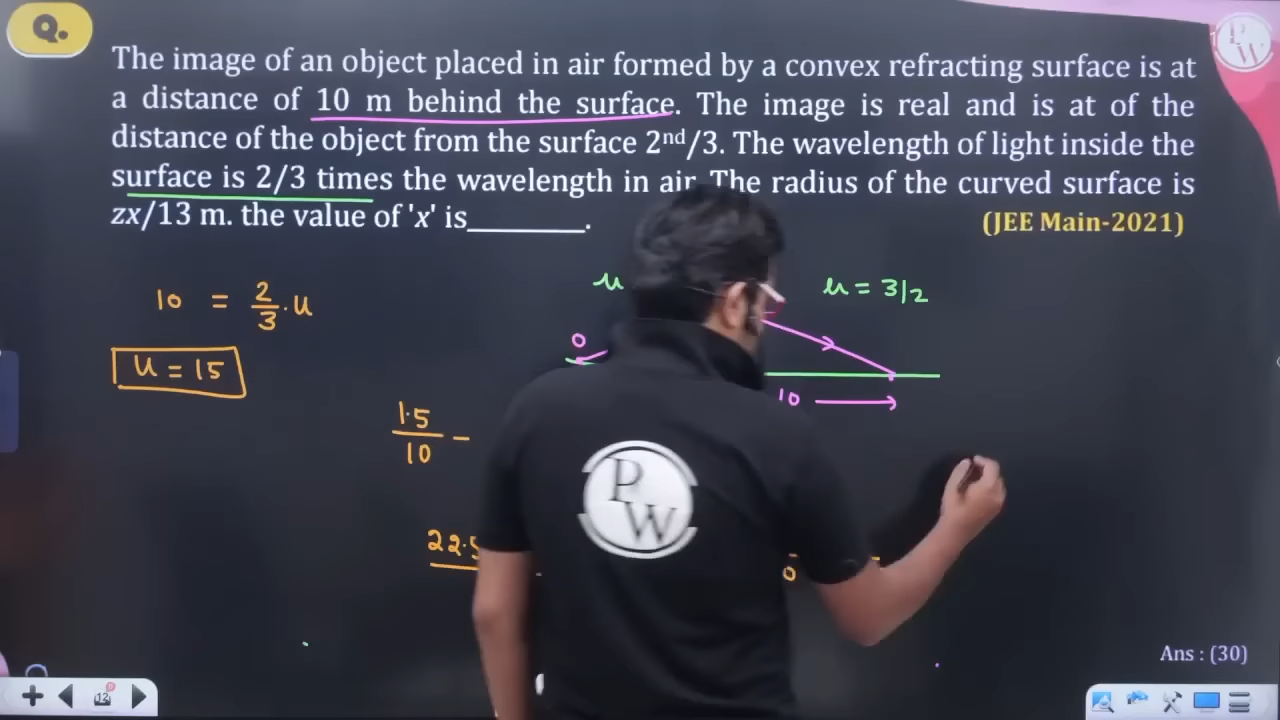 Q.
The image of an object placed in air formed by a convex refracting surface is at
a distance of 10 m behind the surface. The image is real and is at of the
distance of the object from the surface 2ⁿᵈ/3. The wavelength of light inside the
surface is 2/3 times the wavelength in air. The radius of the curved surface is
zx/13 m. the value of 'x' is______.
(JEE Main-2021)
10 = 2/3 . u
u = 15
μ
μ = 3/2
O
10
1.5/10 -
22.5
PW
PW
Ans : (30)
12